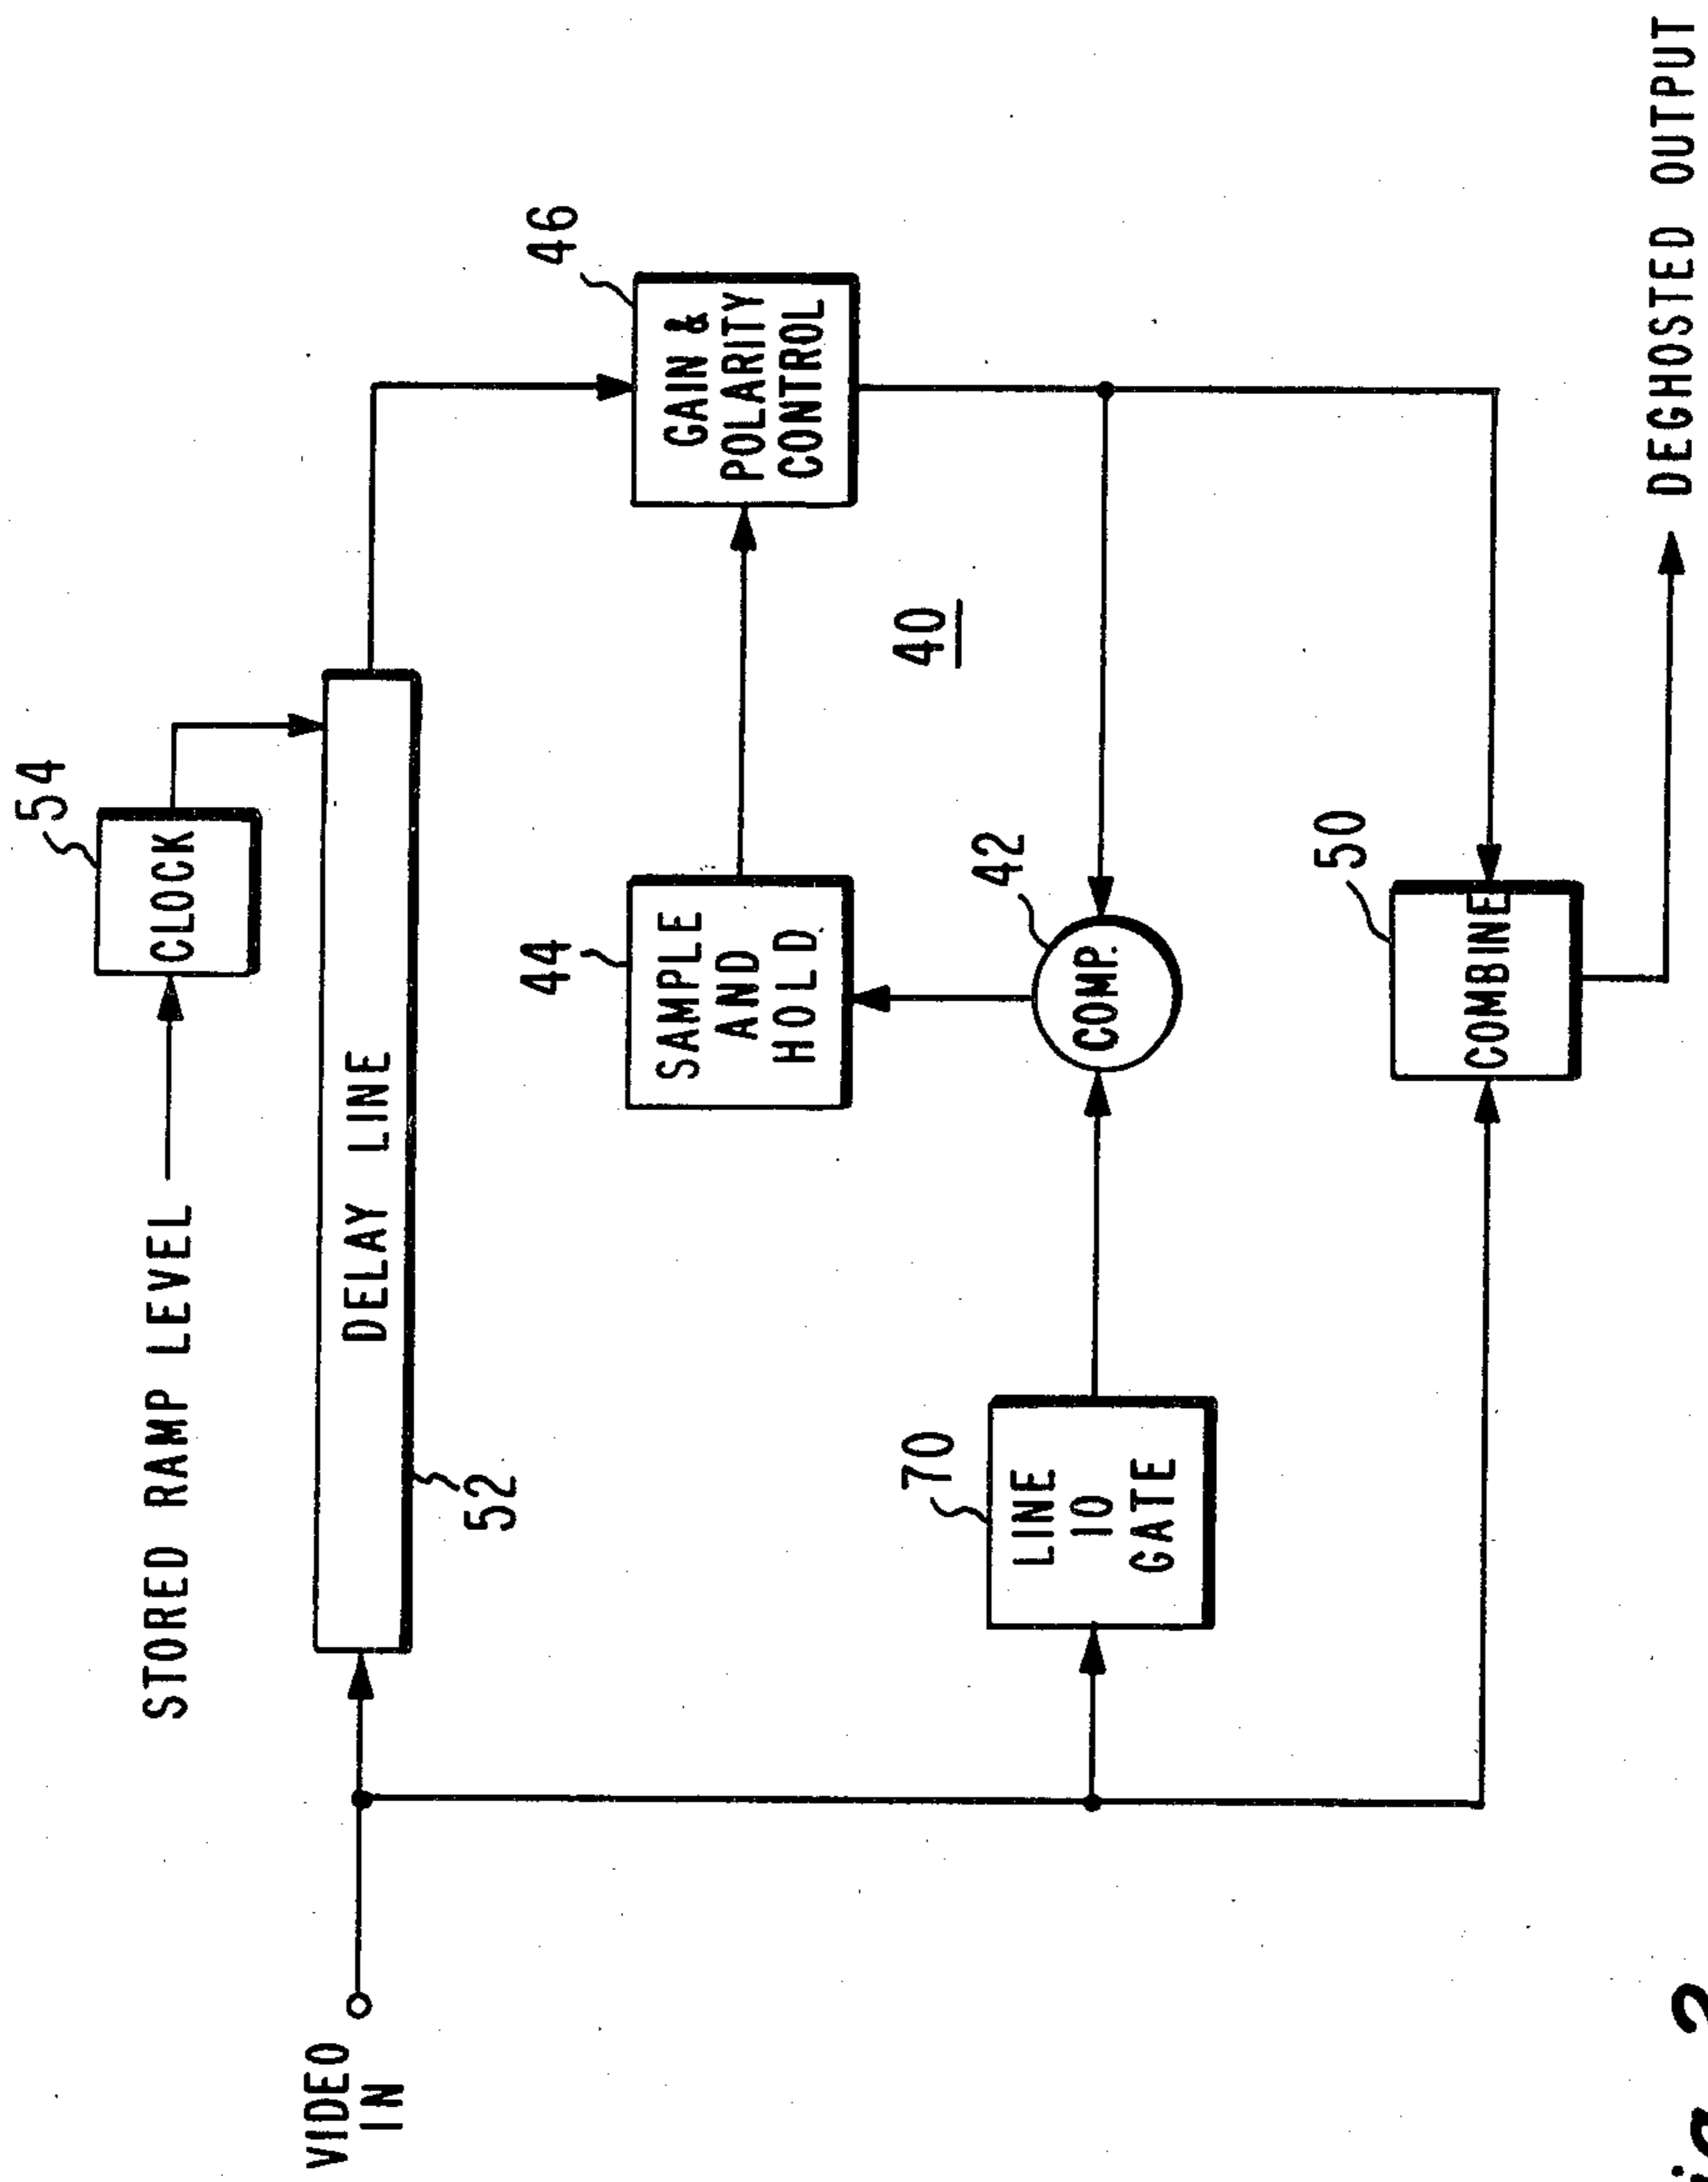 54
CLOCK
STORED RAMP LEVEL
VIDEO
IN
DELAY LINE
52
46
GAIN &
POLARITY
CONTROL
44
SAMPLE
AND
HOLD
40
42
COMP.
70
LINE
10
GATE
50
COMBINE
DEGHOSTED OUTPUT